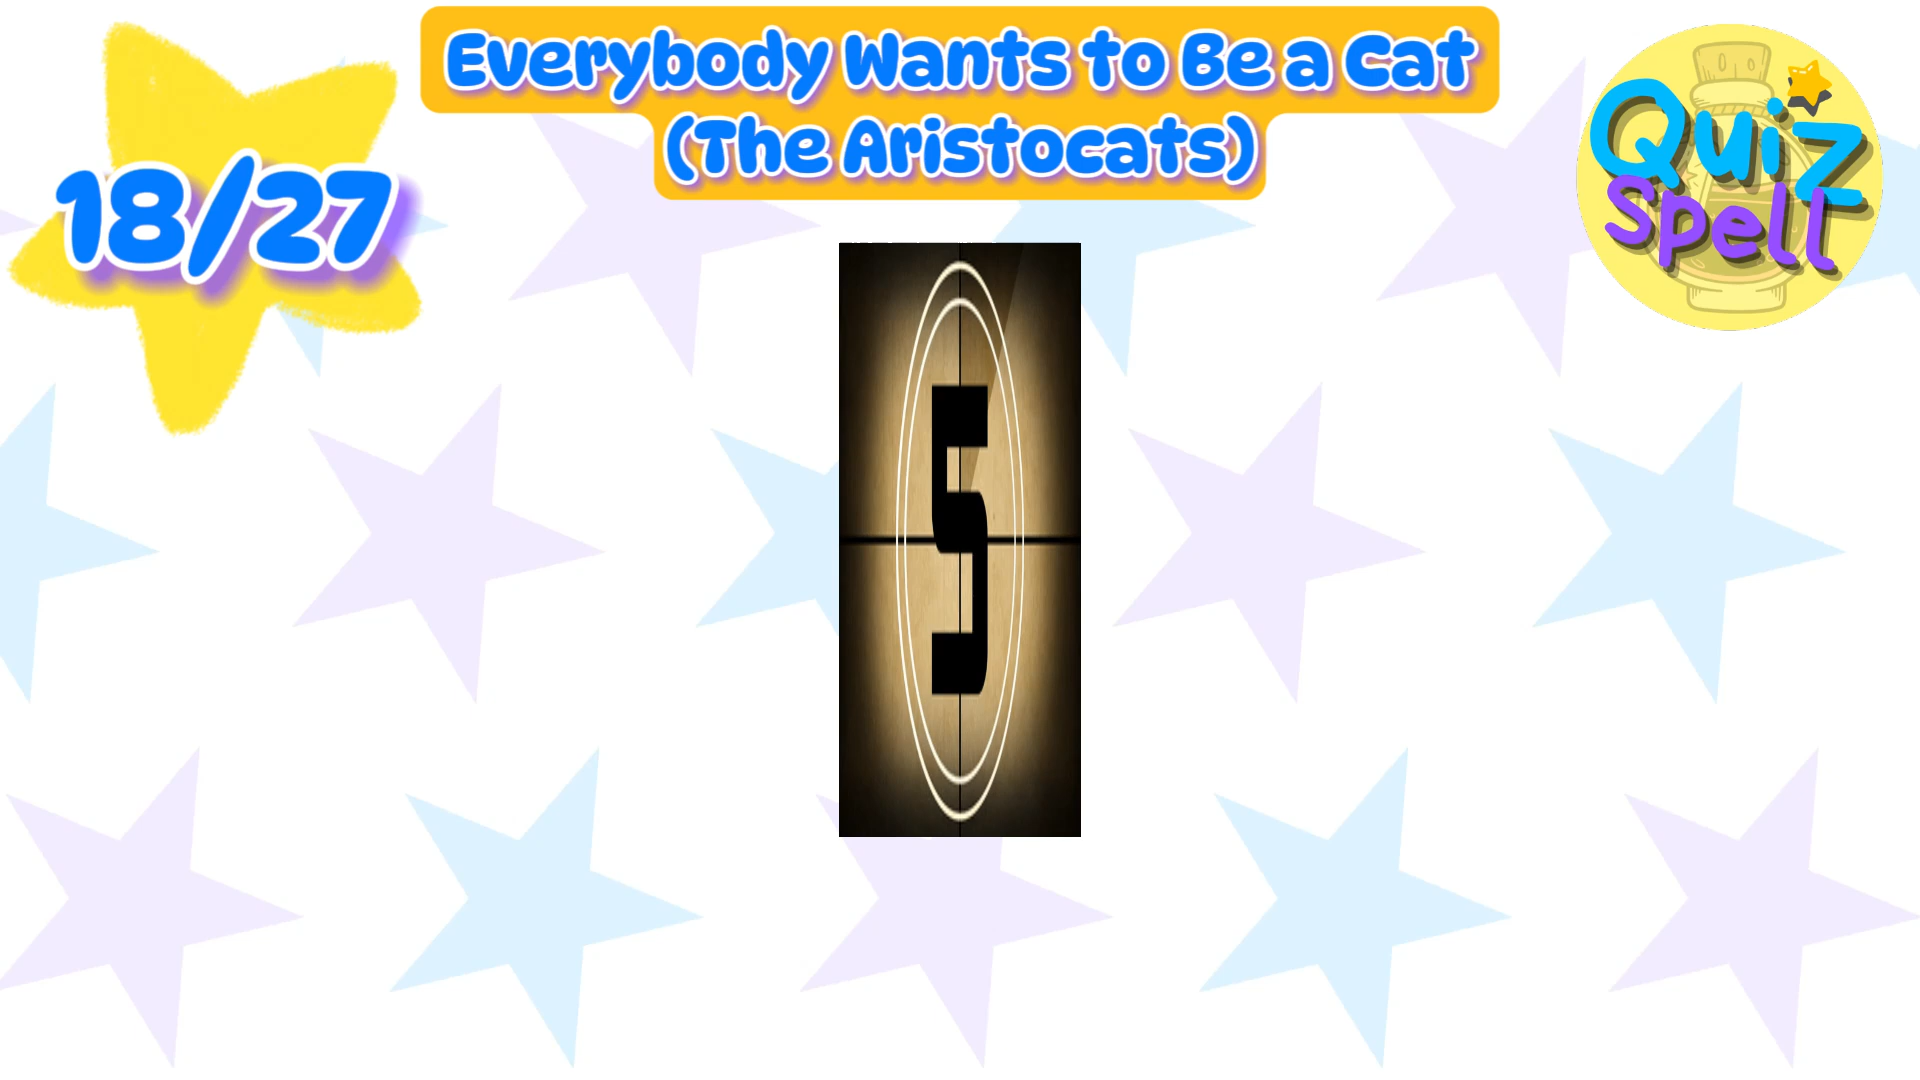 Everybody Wants to Be a Cat
(The Aristocats)
18/27
Quiz
Spell
5